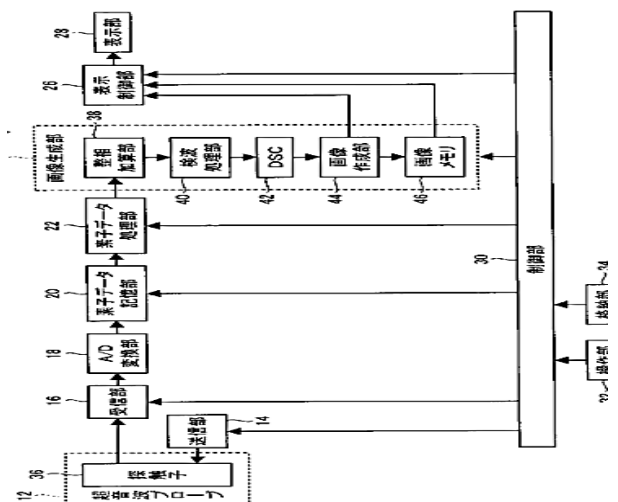 12
超音波プローブ
36
探触子
14
送信部
16
受信部
18
A/D
変換部
20
素子データ
記憶部
22
素子データ
処理部
画像生成部
38
整相
加算部
40
検波
処理部
42
DSC
44
画像
作成部
46
画像
メモリ
26
表示
制御部
28
表示部
30
制御部
32
操作部
34
格納部